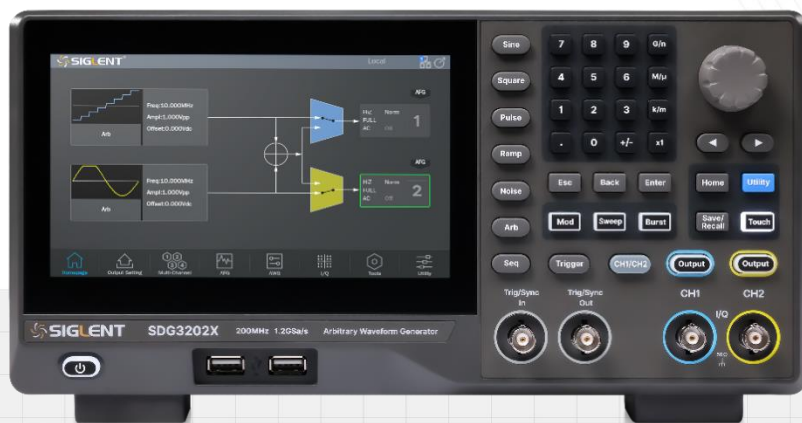 SIGLENT
Local
Freq:10.000MHz
Ampl:1.000Vpp
Offset:0.000Vdc
Arb
AFG
HiZ Norm
FULL
AC Off
1
Freq:10.000MHz
Ampl:1.000Vpp
Offset:0.000Vdc
Arb
AFG
HiZ Norm
FULL
AC Off
2
Homepage
Output Setting
Multi-Channel
AFG
AWG
I/Q
Tools
Utility
SIGLENT SDG3202X 200MHz 1.2GSa/s Arbitrary Waveform Generator
Sine 7 8 9 G/n
Square 4 5 6 M/μ
Pulse 1 2 3 k/m
Ramp . 0 +/- x1
Noise Esc Back Enter Home Utility
Arb Mod Sweep Burst Save/Recall Touch
Seq Trigger CH1/CH2 Output Output
Trig/Sync In
Trig/Sync Out
CH1 CH2
I/Q